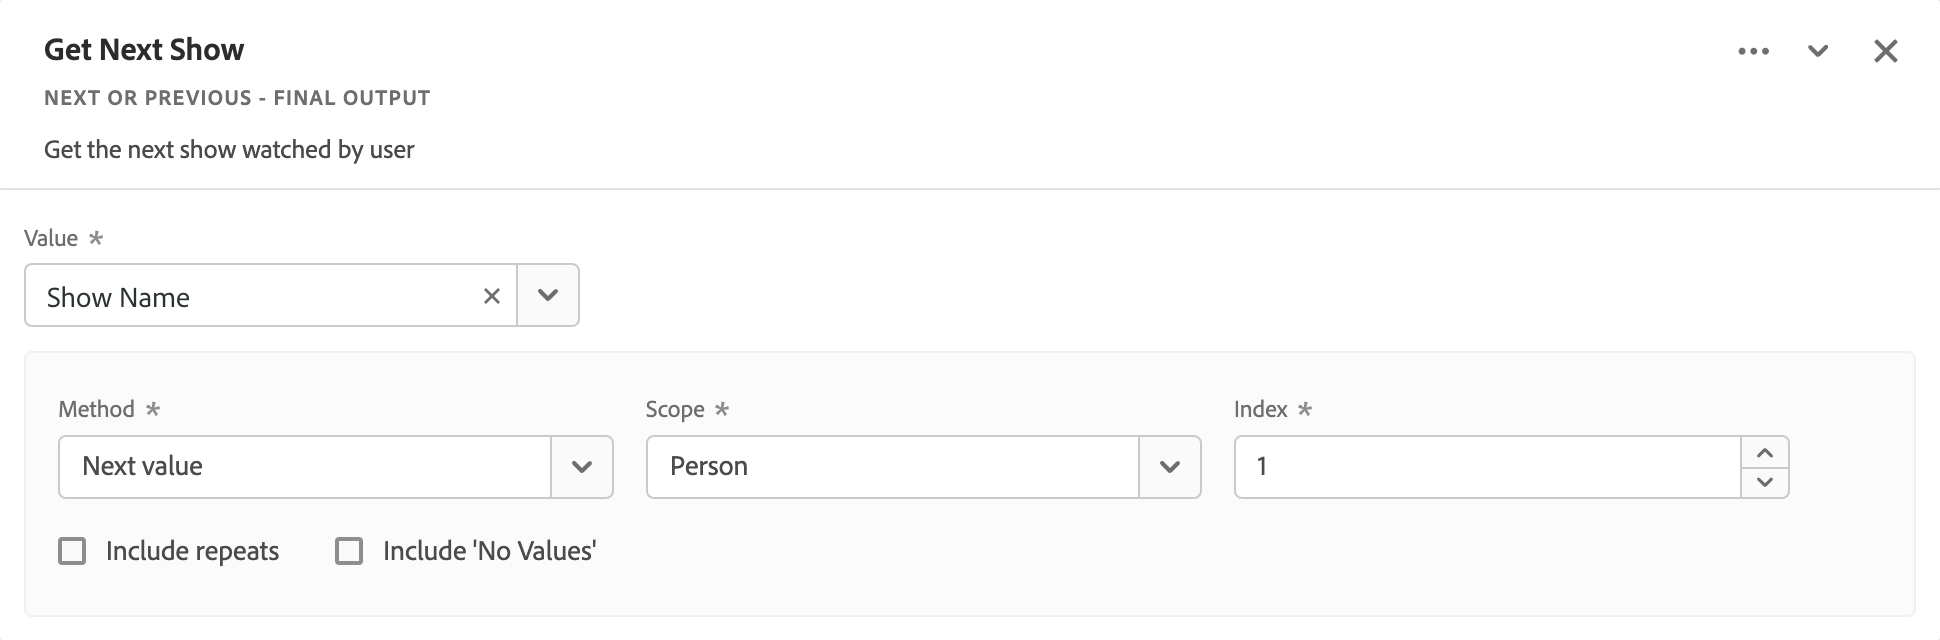 Get Next Show
NEXT OR PREVIOUS - FINAL OUTPUT
Get the next show watched by user
Value *
Show Name
Method * Scope * Index *
Next value Person 1
Include repeats Include 'No Values'